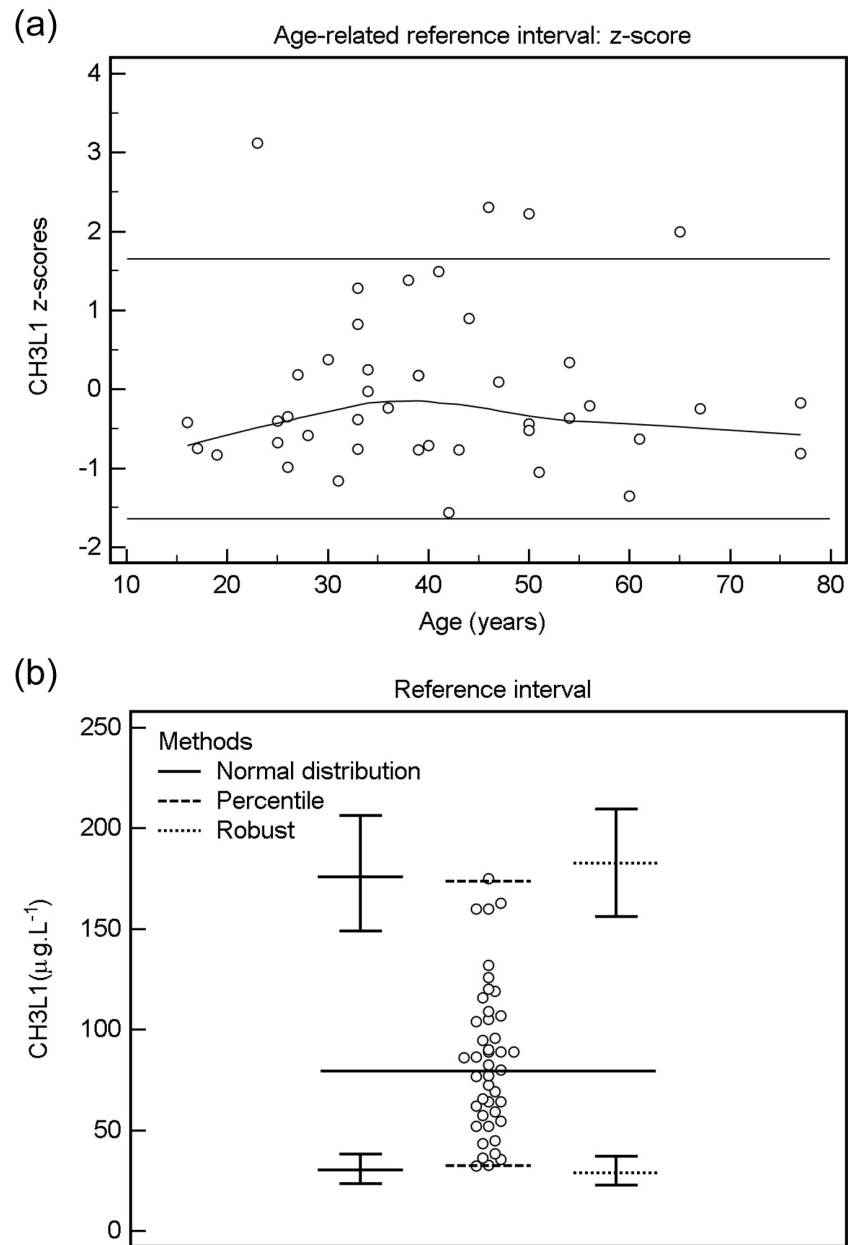 (a)
Age-related reference interval: z-score
4
3
2
1
0
-1
-2
CH3L1 z-scores
10 20 30 40 50 60 70 80
Age (years)
(b)
Reference interval
250
200
150
100
50
0
CH3L1(μg.L⁻¹)
Methods
Normal distribution
Percentile
Robust